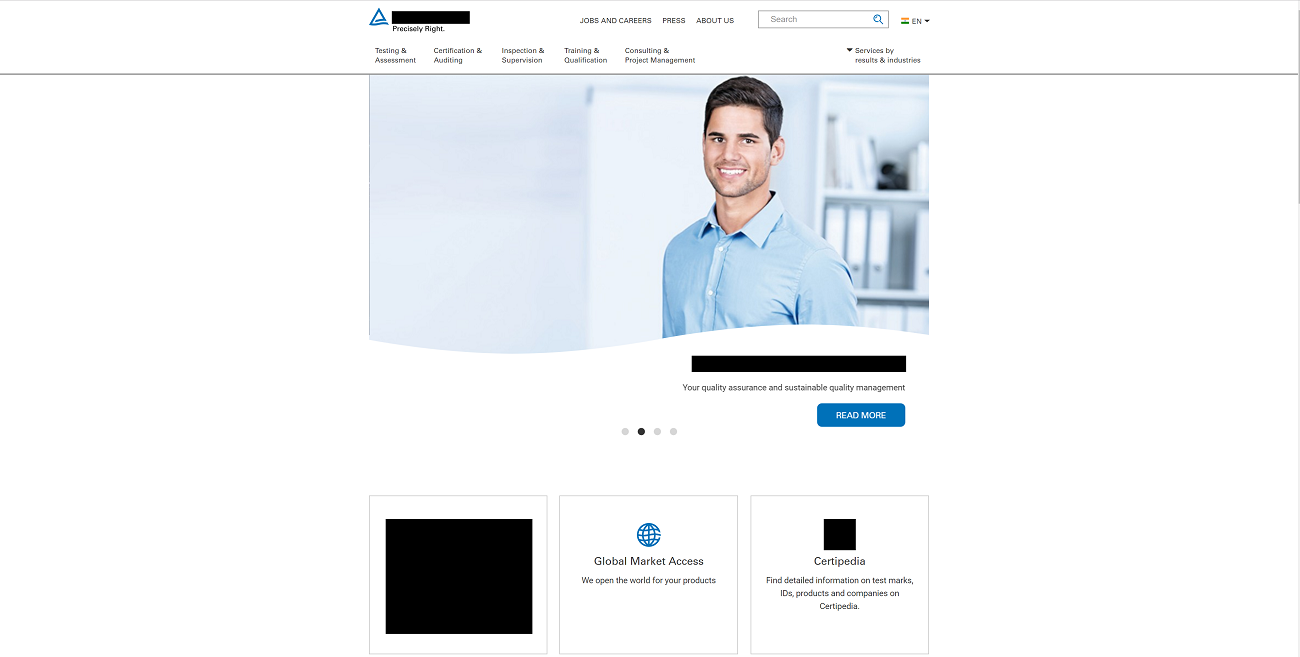 Precisely Right.
JOBS AND CAREERS PRESS ABOUT US
Search
EN
Testing &
Assessment
Certification &
Auditing
Inspection &
Supervision
Training &
Qualification
Consulting &
Project Management
Services by
results & industries
Your quality assurance and sustainable quality management
READ MORE
Global Market Access
We open the world for your products
Certipedia
Find detailed information on test marks,
IDs, products and companies on
Certipedia.